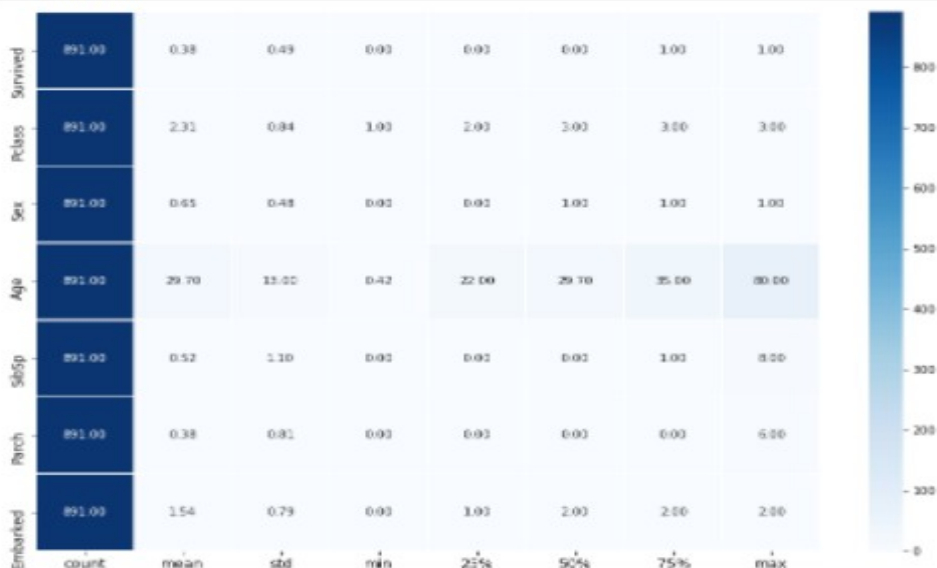 Survived 891.00 0.38 0.49 0.00 0.00 0.00 1.00 1.00
Pclass 891.00 2.31 0.84 1.00 2.00 3.00 3.00 3.00
Sex 891.00 0.65 0.48 0.00 0.00 1.00 1.00 1.00
Age 891.00 29.70 13.00 0.42 22.00 29.70 35.00 80.00
SibSp 891.00 0.52 1.10 0.00 0.00 0.00 1.00 8.00
Parch 891.00 0.38 0.81 0.00 0.00 0.00 0.00 6.00
Embarked 891.00 1.54 0.79 0.00 1.00 2.00 2.00 2.00
count mean std min 25% 50% 75% max
800
700
600
500
400
300
200
100
0